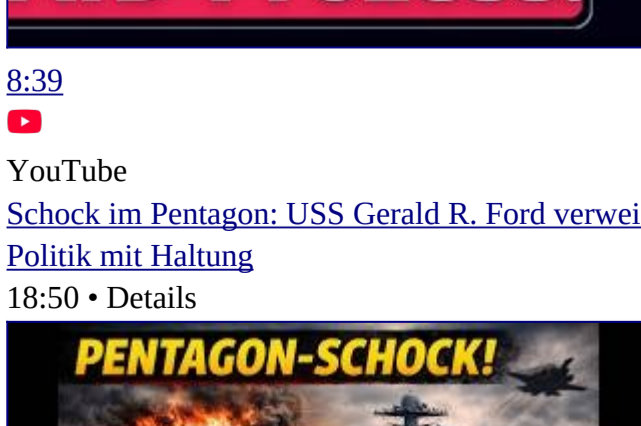 8:39
YouTube
Schock im Pentagon: USS Gerald R. Ford verwei
Politik mit Haltung
18:50 • Details
PENTAGON-SCHOCK!